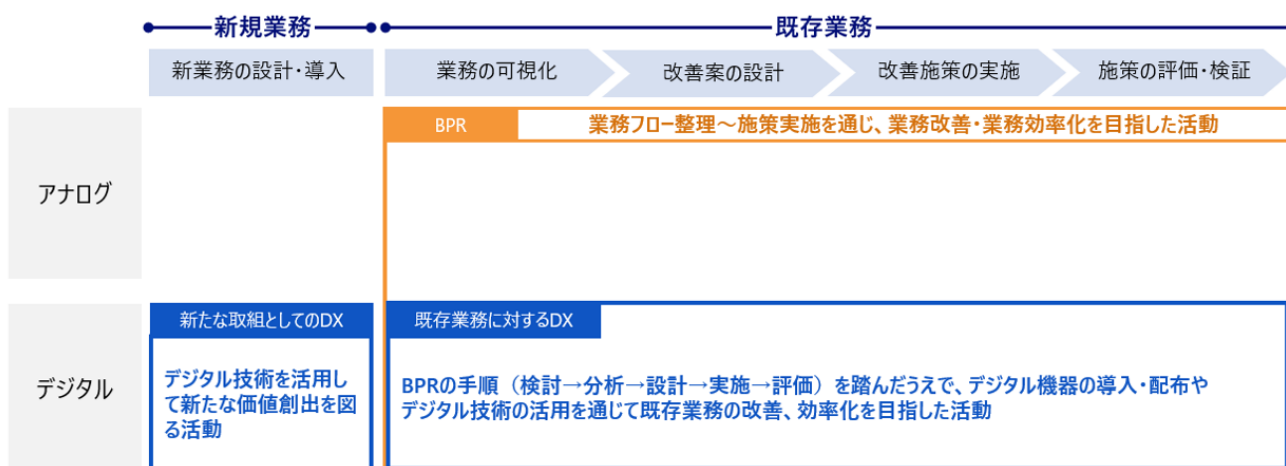 新規業務
既存業務
新業務の設計・導入
業務の可視化
改善案の設計
改善施策の実施
施策の評価・検証
アナログ
BPR
業務フロー整理～施策実施を通じ、業務改善・業務効率化を目指した活動
デジタル
新たな取組としてのDX
デジタル技術を活用し
て新たな価値創出を図
る活動
既存業務に対するDX
BPRの手順（検討→分析→設計→実施→評価）を踏んだうえで、デジタル機器の導入・配布や
デジタル技術の活用を通じて既存業務の改善、効率化を目指した活動